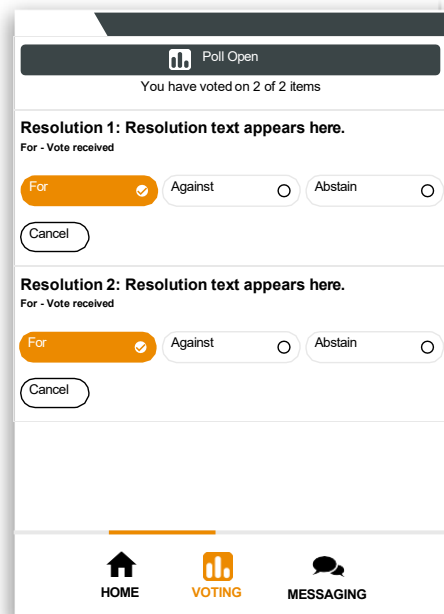 Poll Open
You have voted on 2 of 2 items
Resolution 1: Resolution text appears here.
For - Vote received
For Against Abstain
Cancel
Resolution 2: Resolution text appears here.
For - Vote received
For Against Abstain
Cancel
HOME VOTING MESSAGING